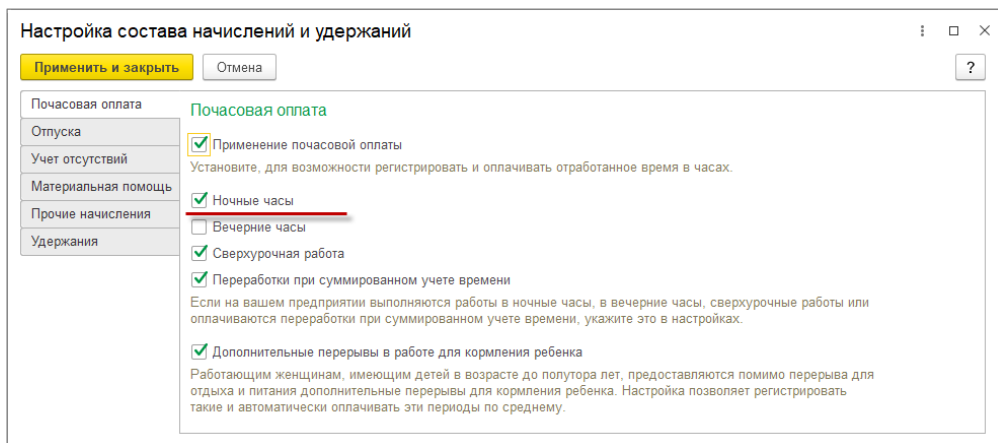 Настройка состава начислений и удержаний
Применить и закрыть
Отмена
?
Почасовая оплата
Отпуска
Учет отсутствий
Материальная помощь
Прочие начисления
Удержания
Почасовая оплата
Применение почасовой оплаты
Установите, для возможности регистрировать и оплачивать отработанное время в часах.
Ночные часы
Вечерние часы
Сверхурочная работа
Переработки при суммированном учете времени
Если на вашем предприятии выполняются работы в ночные часы, в вечерние часы, сверхурочные работы или
оплачиваются переработки при суммированном учете времени, укажите это в настройках.
Дополнительные перерывы в работе для кормления ребенка
Работающим женщинам, имеющим детей в возрасте до полутора лет, предоставляются помимо перерыва для
отдыха и питания дополнительные перерывы для кормления ребенка. Настройка позволяет регистрировать
такие и автоматически оплачивать эти периоды по среднему.